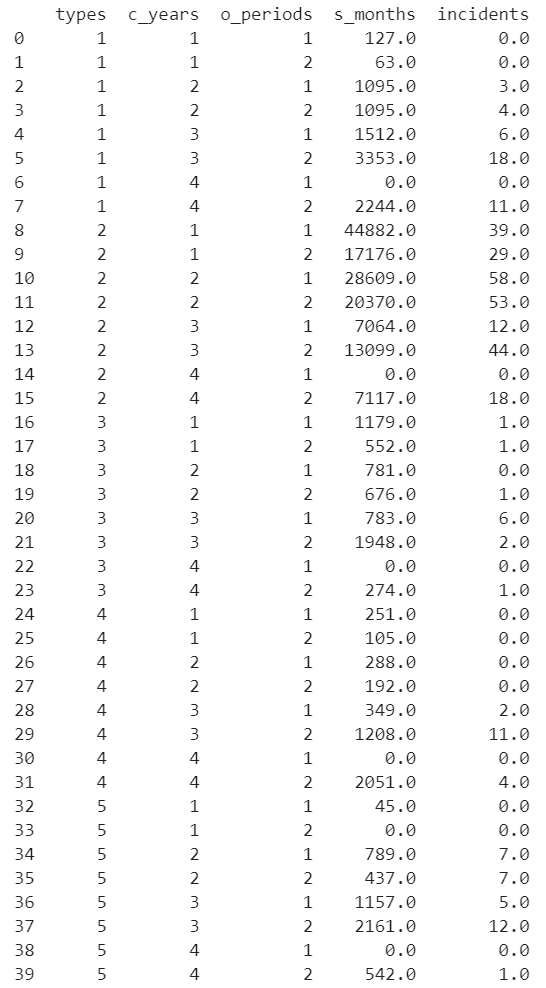 types c_years o_periods s_months incidents
0 1 1 1 127.0 0.0
1 1 1 2 63.0 0.0
2 1 2 1 1095.0 3.0
3 1 2 2 1095.0 4.0
4 1 3 1 1512.0 6.0
5 1 3 2 3353.0 18.0
6 1 4 1 0.0 0.0
7 1 4 2 2244.0 11.0
8 2 1 1 44882.0 39.0
9 2 1 2 17176.0 29.0
10 2 2 1 28609.0 58.0
11 2 2 2 20370.0 53.0
12 2 3 1 7064.0 12.0
13 2 3 2 13099.0 44.0
14 2 4 1 0.0 0.0
15 2 4 2 7117.0 18.0
16 3 1 1 1179.0 1.0
17 3 1 2 552.0 1.0
18 3 2 1 781.0 0.0
19 3 2 2 676.0 1.0
20 3 3 1 783.0 6.0
21 3 3 2 1948.0 2.0
22 3 4 1 0.0 0.0
23 3 4 2 274.0 1.0
24 4 1 1 251.0 0.0
25 4 1 2 105.0 0.0
26 4 2 1 288.0 0.0
27 4 2 2 192.0 0.0
28 4 3 1 349.0 2.0
29 4 3 2 1208.0 11.0
30 4 4 1 0.0 0.0
31 4 4 2 2051.0 4.0
32 5 1 1 45.0 0.0
33 5 1 2 0.0 0.0
34 5 2 1 789.0 7.0
35 5 2 2 437.0 7.0
36 5 3 1 1157.0 5.0
37 5 3 2 2161.0 12.0
38 5 4 1 0.0 0.0
39 5 4 2 542.0 1.0